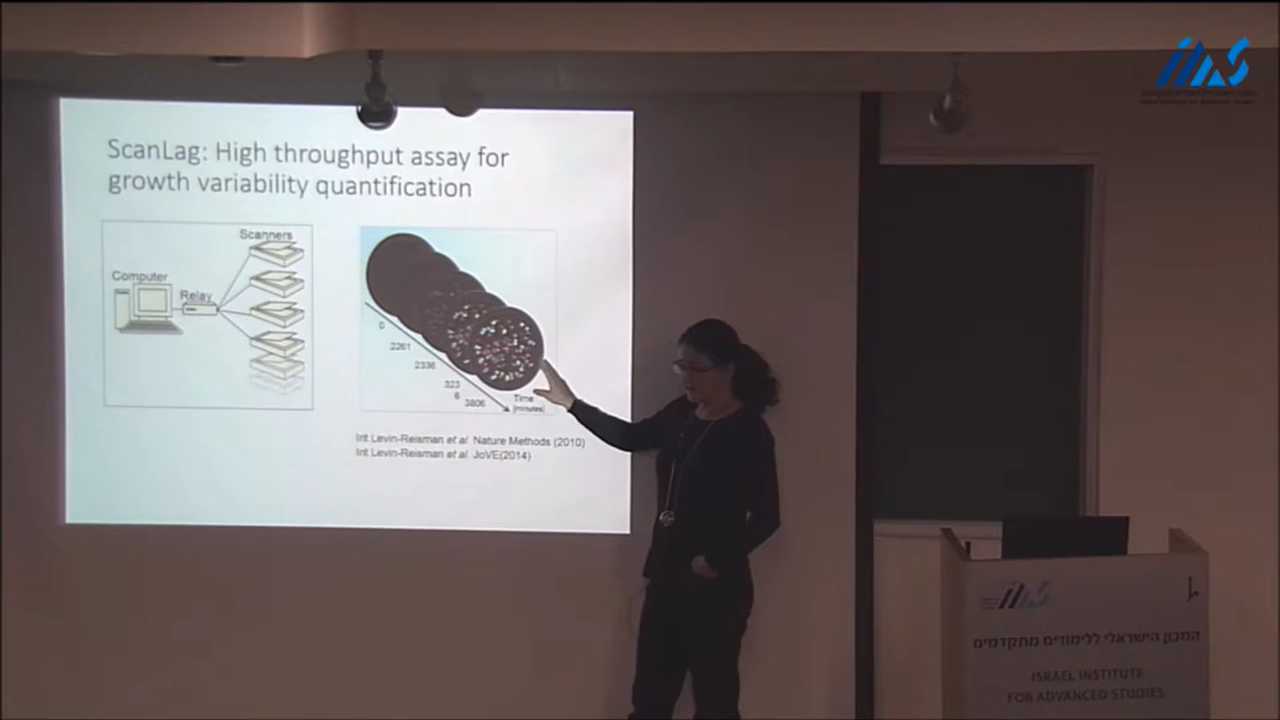 ScanLag: High throughput assay for
growth variability quantification
Scanners
Computer
Relay
0
2261
2336
323
6
3806
Time
[minutes]
Irit Levin-Reisman et al. Nature Methods (2010)
Irit Levin-Reisman et al. JoVE(2014)
IIAS
המכון הישראלי ללימודים מתקדמים
ISRAEL INSTITUTE
FOR ADVANCED STUDIES